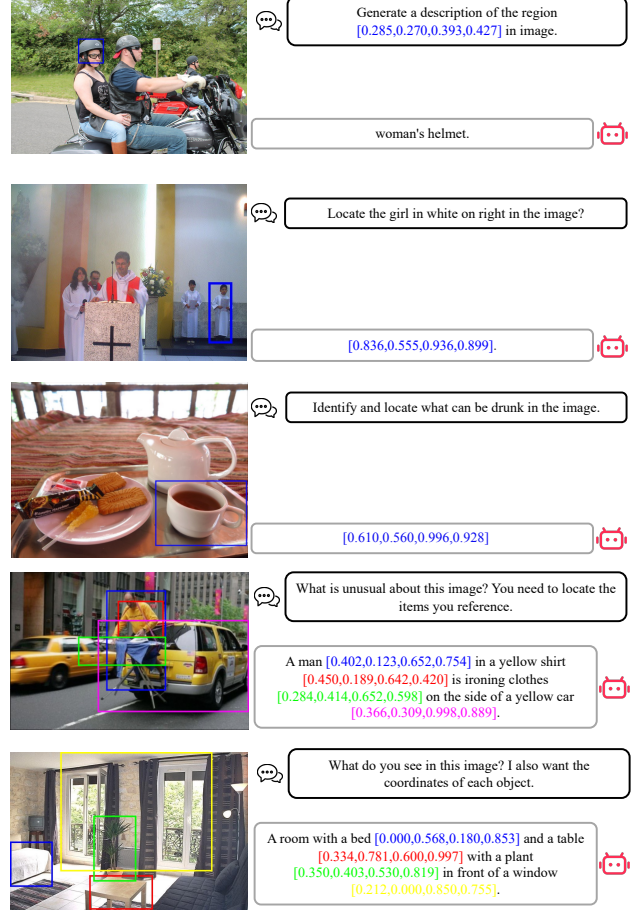 Generate a description of the region
[0.285,0.270,0.393,0.427] in image.
woman's helmet.
Locate the girl in white on right in the image?
[0.836,0.555,0.936,0.899].
Identify and locate what can be drunk in the image.
[0.610,0.560,0.996,0.928]
What is unusual about this image? You need to locate the
items you reference.
A man [0.402,0.123,0.652,0.754] in a yellow shirt
[0.450,0.189,0.642,0.420] is ironing clothes
[0.284,0.414,0.652,0.598] on the side of a yellow car
[0.366,0.309,0.998,0.889].
What do you see in this image? I also want the
coordinates of each object.
A room with a bed [0.000,0.568,0.180,0.853] and a table
[0.334,0.781,0.600,0.997] with a plant
[0.350,0.403,0.530,0.819] in front of a window
[0.212,0.000,0.850,0.755].